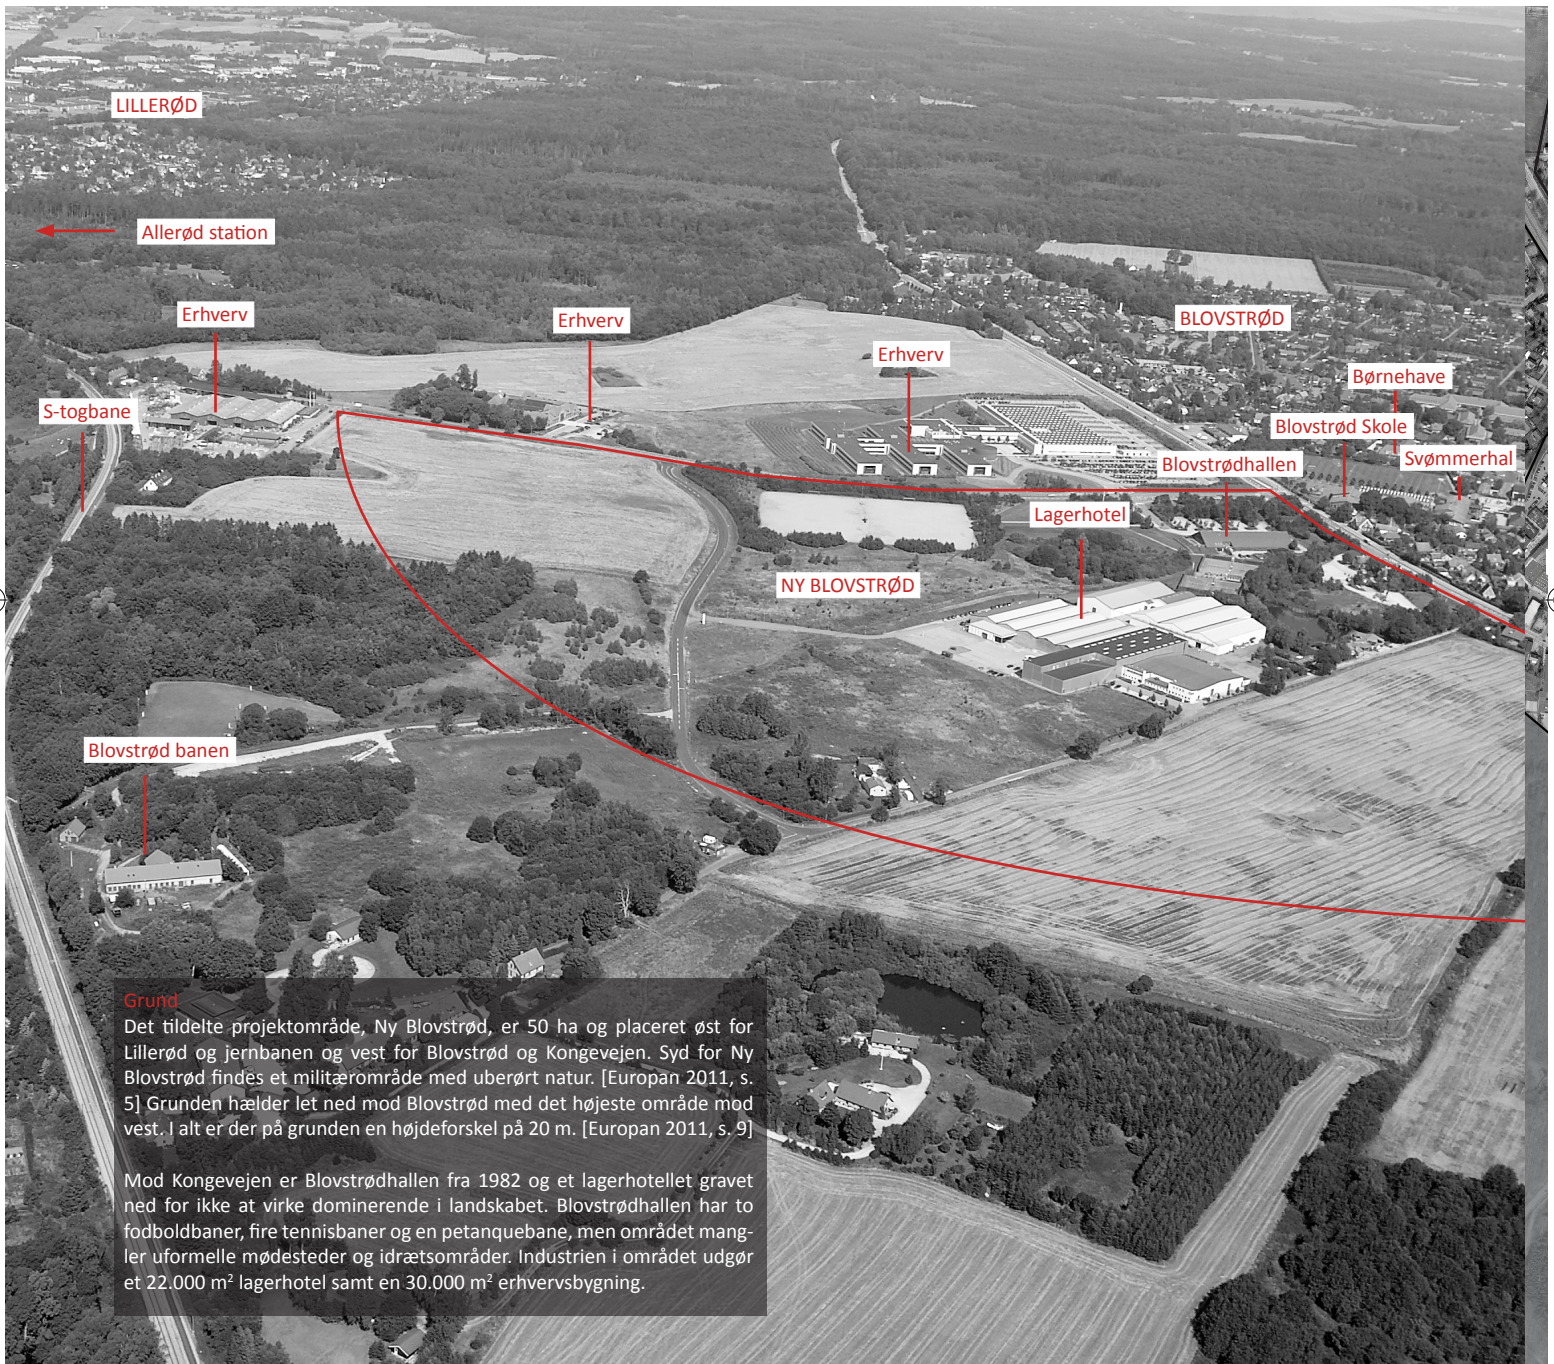 LILLERØD
Allerød station
Erhverv
Erhverv
BLOVSTRØD
Erhverv
Børnehave
S-togbane
Blovstrød Skole
Svømmerhal
Blovstrødhallen
Lagerhotel
NY BLOVSTRØD
Blovstrød banen
Grund
Det tildelte projektområde, Ny Blovstrød, er 50 ha og placeret øst for
Lillerød og jernbanen og vest for Blovstrød og Kongevejen. Syd for Ny
Blovstrød findes et militærområde med uberørt natur. [Europan 2011, s.
5] Grunden hælder let ned mod Blovstrød med det højeste område mod
vest. I alt er der på grunden en højdeforskel på 20 m. [Europan 2011, s. 9]
Mod Kongevejen er Blovstrødhallen fra 1982 og et lagerhotellet gravet
ned for ikke at virke dominerende i landskabet. Blovstrødhallen har to
fodboldbaner, fire tennisbaner og en petanquebane, men området mang-
ler uformelle mødesteder og idrætsområder. Industrien i området udgør
et 22.000 m² lagerhotel samt en 30.000 m² erhvervsbygning.